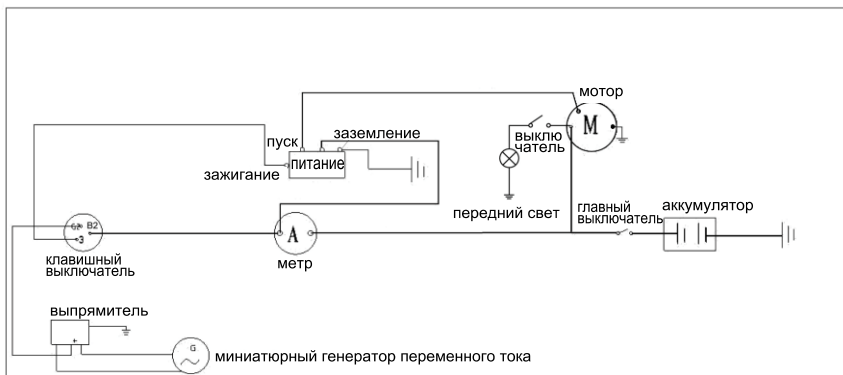 мотор
M
заземление
пуск
питание
выклю
чатель
зажигание
передний свет
главный
выключатель
аккумулятор
B2
3
A
клавишный
выключатель
метр
выпрямитель
+
G
миниатюрный генератор переменного тока